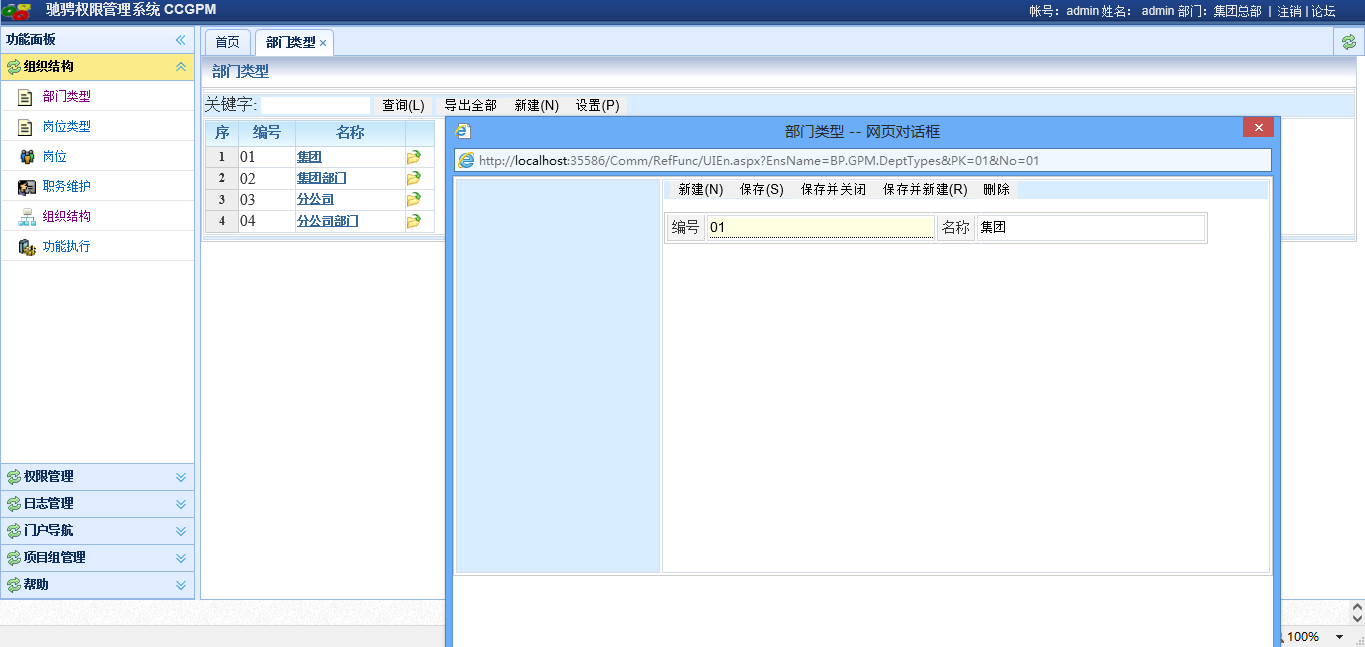 驰骋权限管理系统 CCGPM
帐号： admin 姓名： admin 部门： 集团总部 | 注销 | 论坛
功能面板
组织结构
部门类型
岗位类型
岗位
职务维护
组织结构
功能执行
权限管理
日志管理
门户导航
项目组管理
帮助
首页 部门类型 ×
部门类型
关键字: 查询(L) 导出全部 新建(N) 设置(P)
序 编号 名称
1 01 集团
2 02 集团部门
3 03 分公司
4 04 分公司部门
部门类型 -- 网页对话框
http://localhost:35586/Comm/RefFunc/UIEn.aspx?EnsName=BP.GPM.DeptTypes&PK=01&No=01
新建(N) 保存(S) 保存并关闭 保存并新建(R) 删除
编号 01 名称 集团
100%